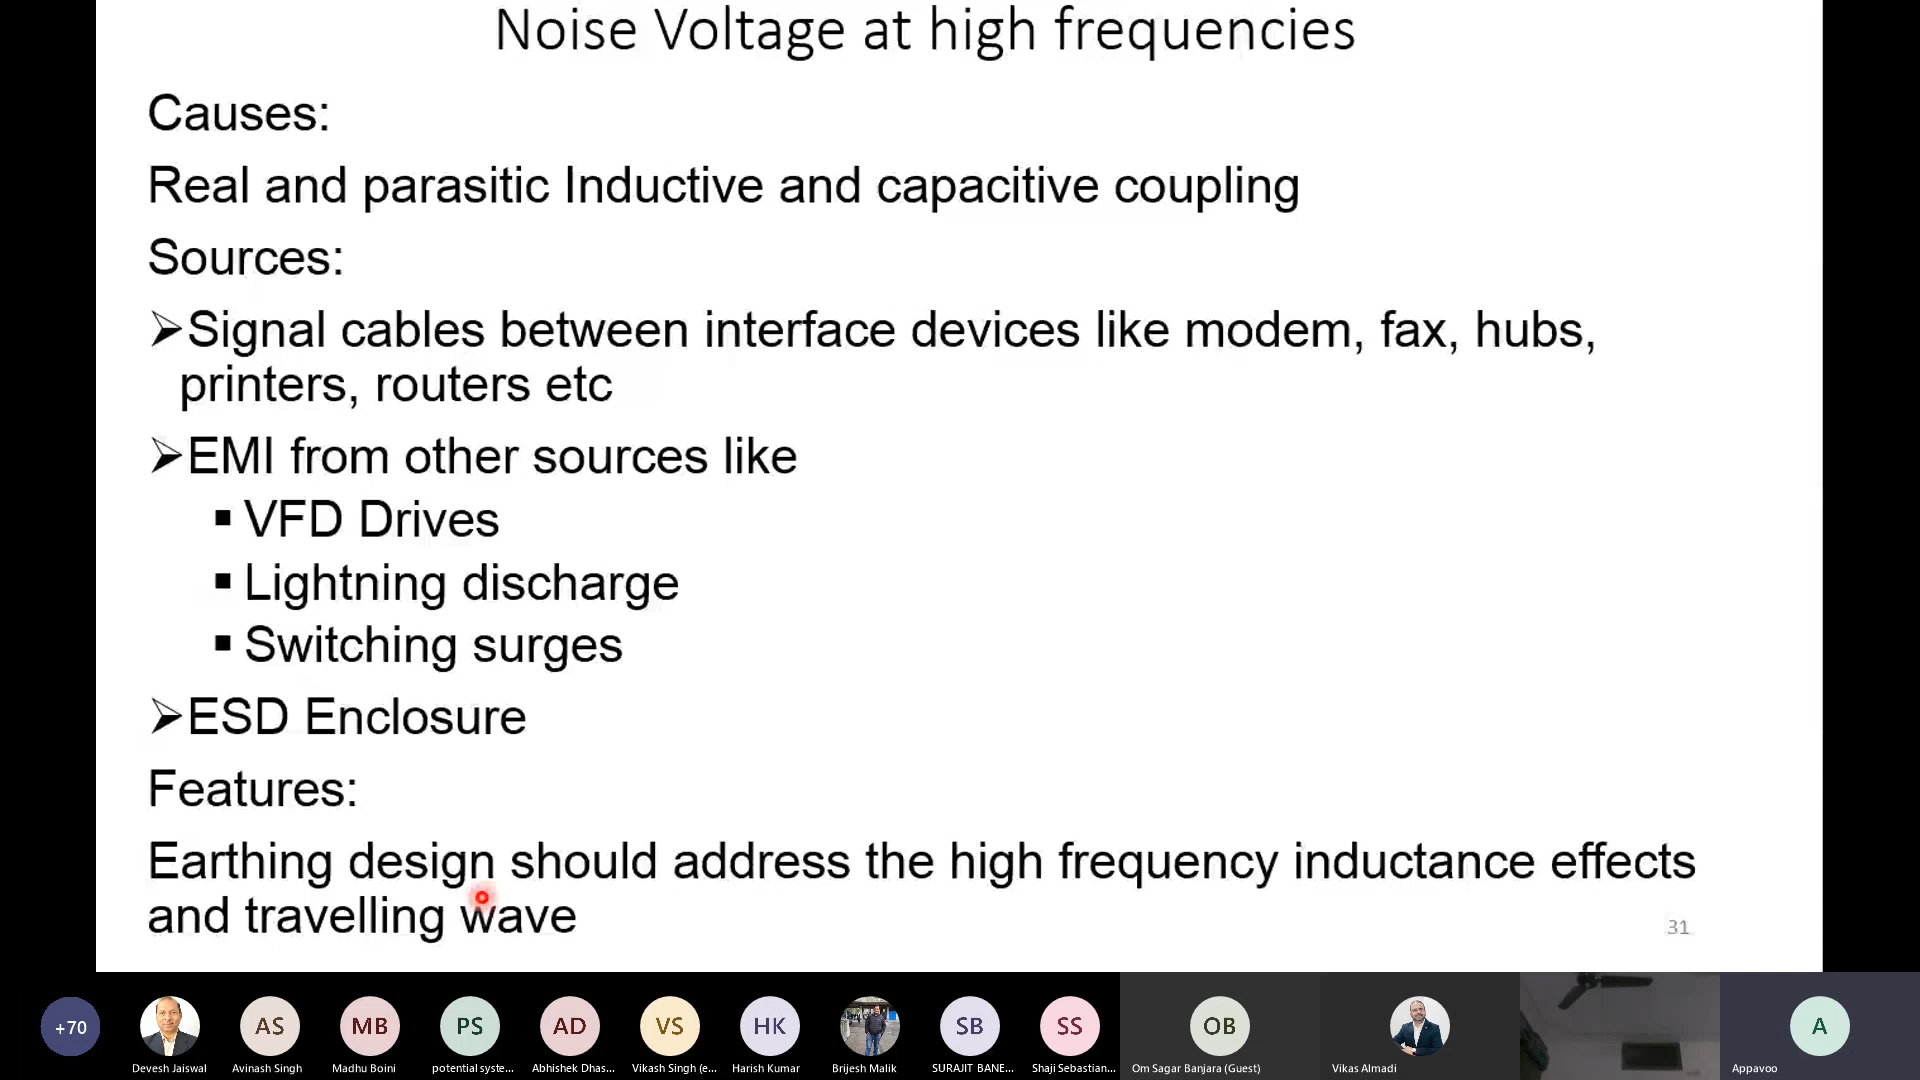 Noise Voltage at high frequencies
Causes:
Real and parasitic Inductive and capacitive coupling
Sources:
➢Signal cables between interface devices like modem, fax, hubs,
printers, routers etc
➢EMI from other sources like
▪ VFD Drives
▪ Lightning discharge
▪ Switching surges
➢ESD Enclosure
Features:
Earthing design should address the high frequency inductance effects
and travelling wave
31
+70
AS
MB
PS
AD
VS
HK
SB
SS
OB
A
Devesh Jaiswal
Avinash Singh
Madhu Boini
potential syste...
Abhishek Dhas...
Vikash Singh (e...
Harish Kumar
Brijesh Malik
SURAJIT BANE...
Shaji Sebastian...
Om Sagar Banjara (Guest)
Vikas Almadi
Appavoo